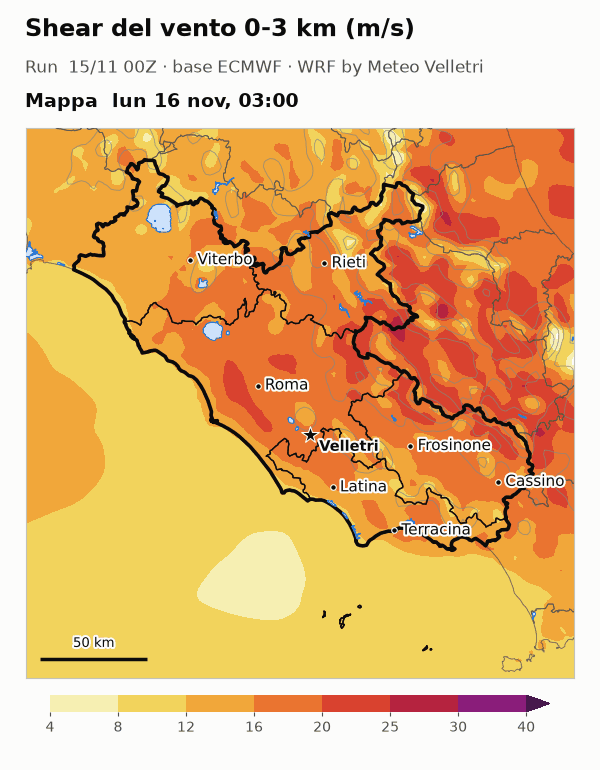 Shear del vento 0-3 km (m/s)
Run  15/11 00Z · base ECMWF · WRF by Meteo Velletri
Mappa  lun 16 nov, 03:00
Viterbo
Rieti
Roma
Velletri
Frosinone
Cassino
Latina
Terracina
50 km
4 8 12 16 20 25 30 40